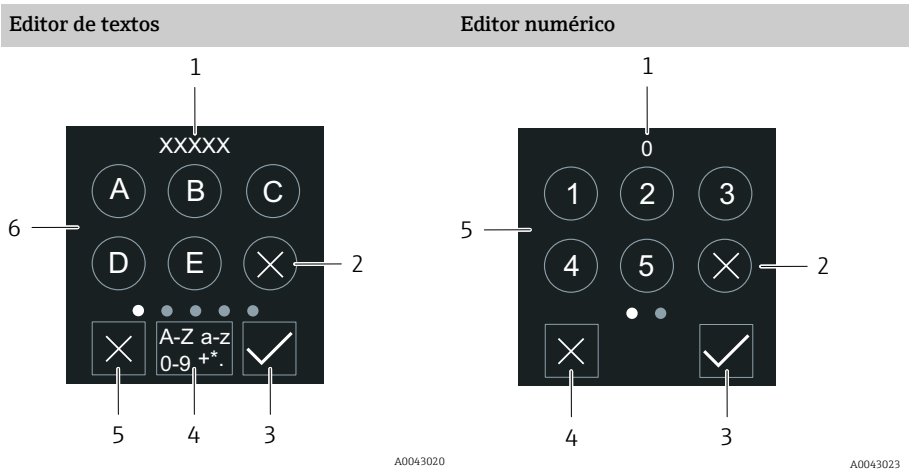 Editor de textos
1
XXXXX
A B C
6
D E
2
A-Z a-z
0-9 +*.
5 4 3
A0043020
Editor numérico
1
0
1 2 3
5
4 5
2
4 3
A0043023